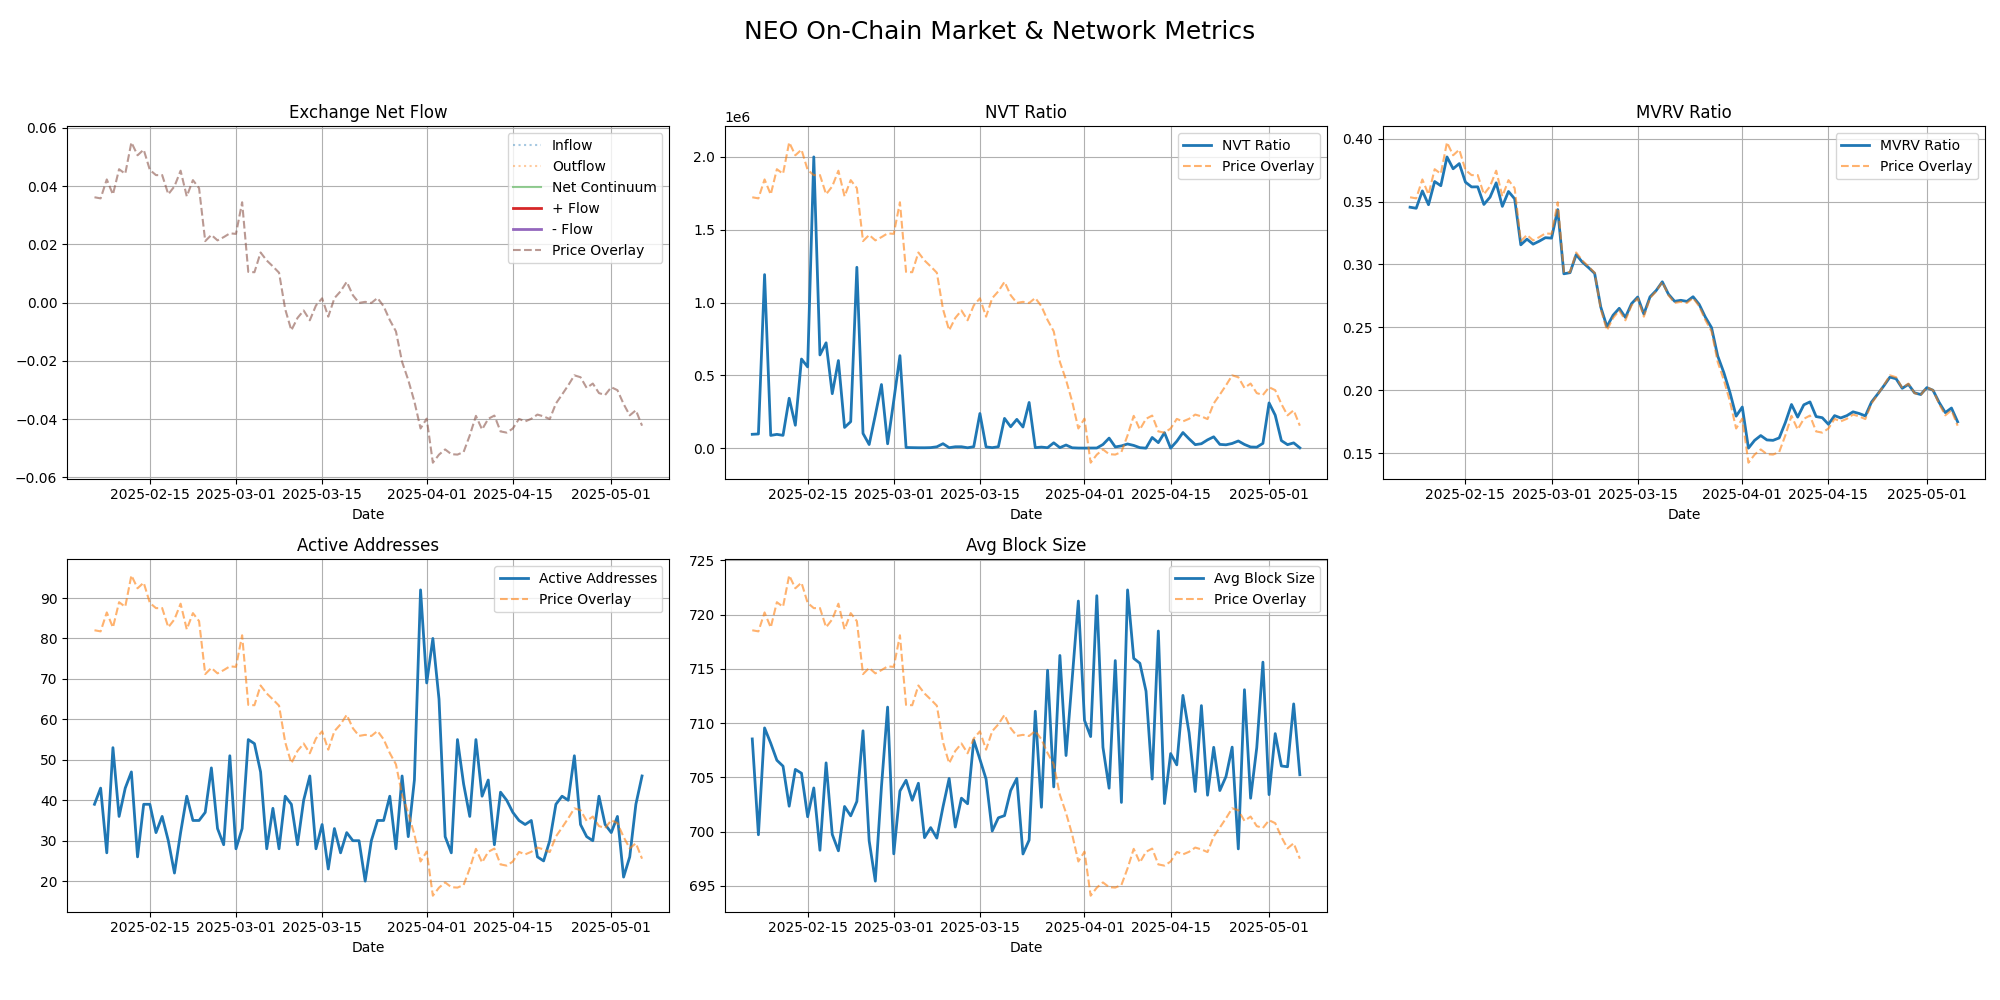 NEO On-Chain Market & Network Metrics
Exchange Net Flow
0.06
0.04
0.02
0.00
−0.02
−0.04
−0.06
Inflow
Outflow
Net Continuum
+ Flow
- Flow
Price Overlay
2025-02-15 2025-03-01 2025-03-15 2025-04-01 2025-04-15 2025-05-01
Date
NVT Ratio
1e6
2.0
1.5
1.0
0.5
0.0
NVT Ratio
Price Overlay
2025-02-15 2025-03-01 2025-03-15 2025-04-01 2025-04-15 2025-05-01
Date
MVRV Ratio
0.40
0.35
0.30
0.25
0.20
0.15
MVRV Ratio
Price Overlay
2025-02-15 2025-03-01 2025-03-15 2025-04-01 2025-04-15 2025-05-01
Date
Active Addresses
90
80
70
60
50
40
30
20
Active Addresses
Price Overlay
2025-02-15 2025-03-01 2025-03-15 2025-04-01 2025-04-15 2025-05-01
Date
Avg Block Size
725
720
715
710
705
700
695
Avg Block Size
Price Overlay
2025-02-15 2025-03-01 2025-03-15 2025-04-01 2025-04-15 2025-05-01
Date